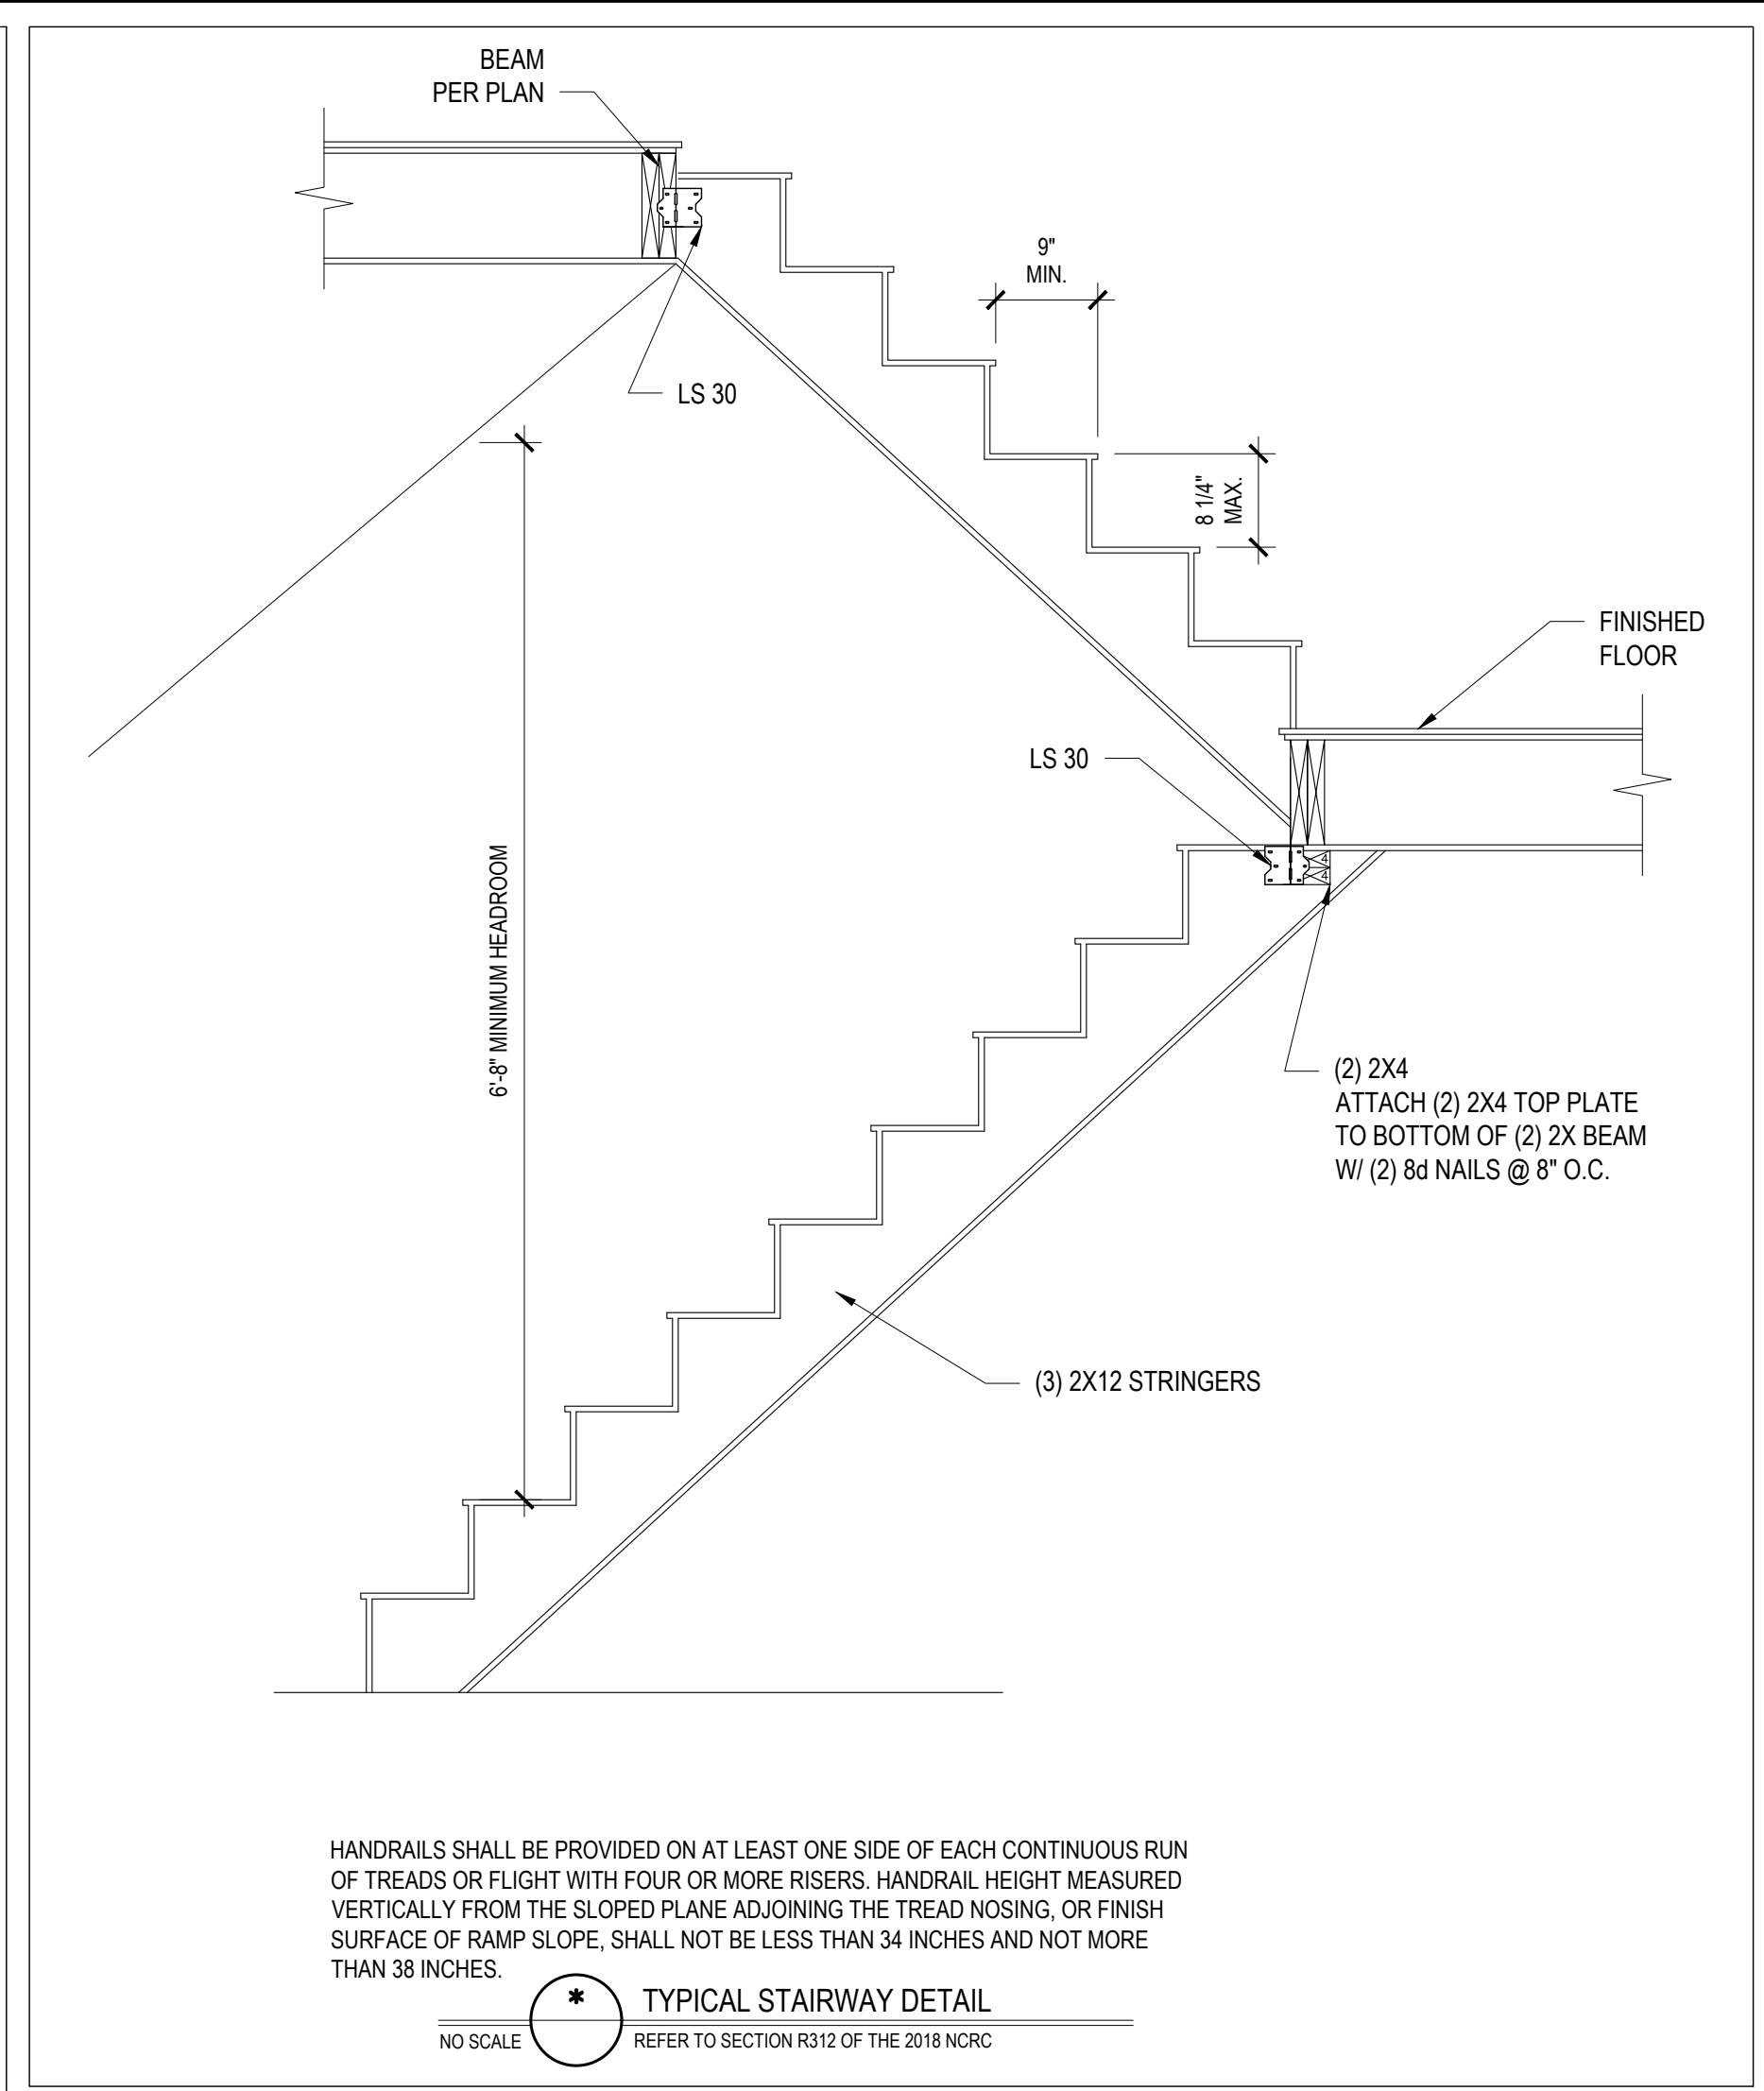 BEAM
PER PLAN
9"
MIN.
LS 30
8 1/4"
MAX.
FINISHED
FLOOR
LS 30
4
4
6'-8" MINIMUM HEADROOM
(2) 2X4
ATTACH (2) 2X4 TOP PLATE
TO BOTTOM OF (2) 2X BEAM
W/ (2) 8d NAILS @ 8" O.C.
(3) 2X12 STRINGERS
HANDRAILS SHALL BE PROVIDED ON AT LEAST ONE SIDE OF EACH CONTINUOUS RUN
OF TREADS OR FLIGHT WITH FOUR OR MORE RISERS. HANDRAIL HEIGHT MEASURED
VERTICALLY FROM THE SLOPED PLANE ADJOINING THE TREAD NOSING, OR FINISH
SURFACE OF RAMP SLOPE, SHALL NOT BE LESS THAN 34 INCHES AND NOT MORE
THAN 38 INCHES.
*
TYPICAL STAIRWAY DETAIL
NO SCALE
REFER TO SECTION R312 OF THE 2018 NCRC